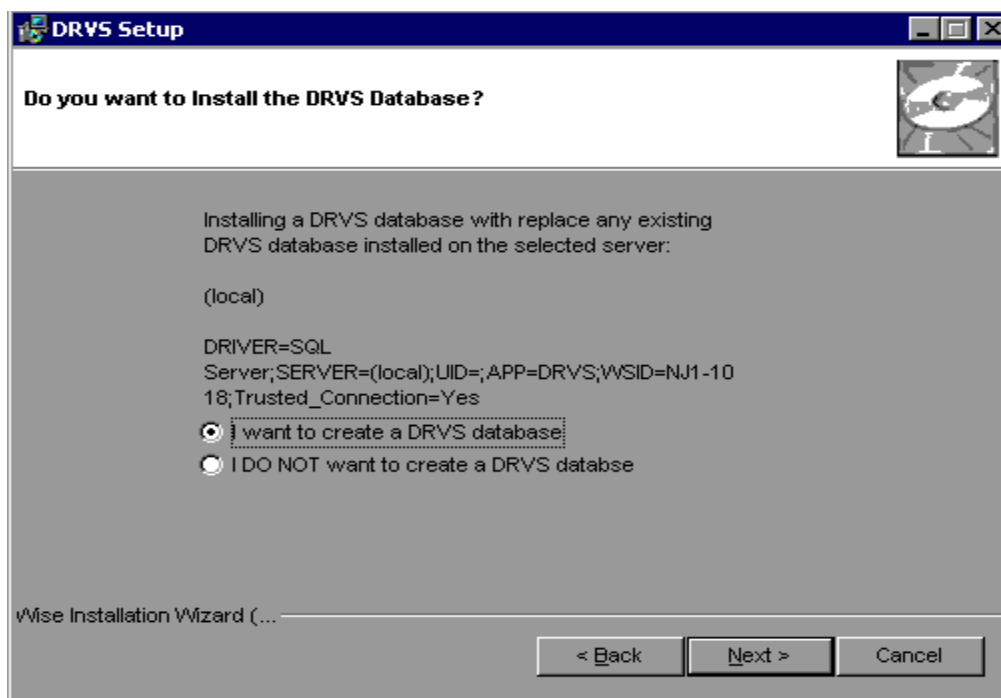 DRVS Setup
Do you want to Install the DRVS Database?
Installing a DRVS database with replace any existing
DRVS database installed on the selected server:
(local)
DRIVER=SQL
Server;SERVER=(local);UID=;APP=DRVS;WSID=NJ1-10
18;Trusted_Connection=Yes
I want to create a DRVS database
I DO NOT want to create a DRVS databse
Wise Installation Wizard (...
< Back Next > Cancel